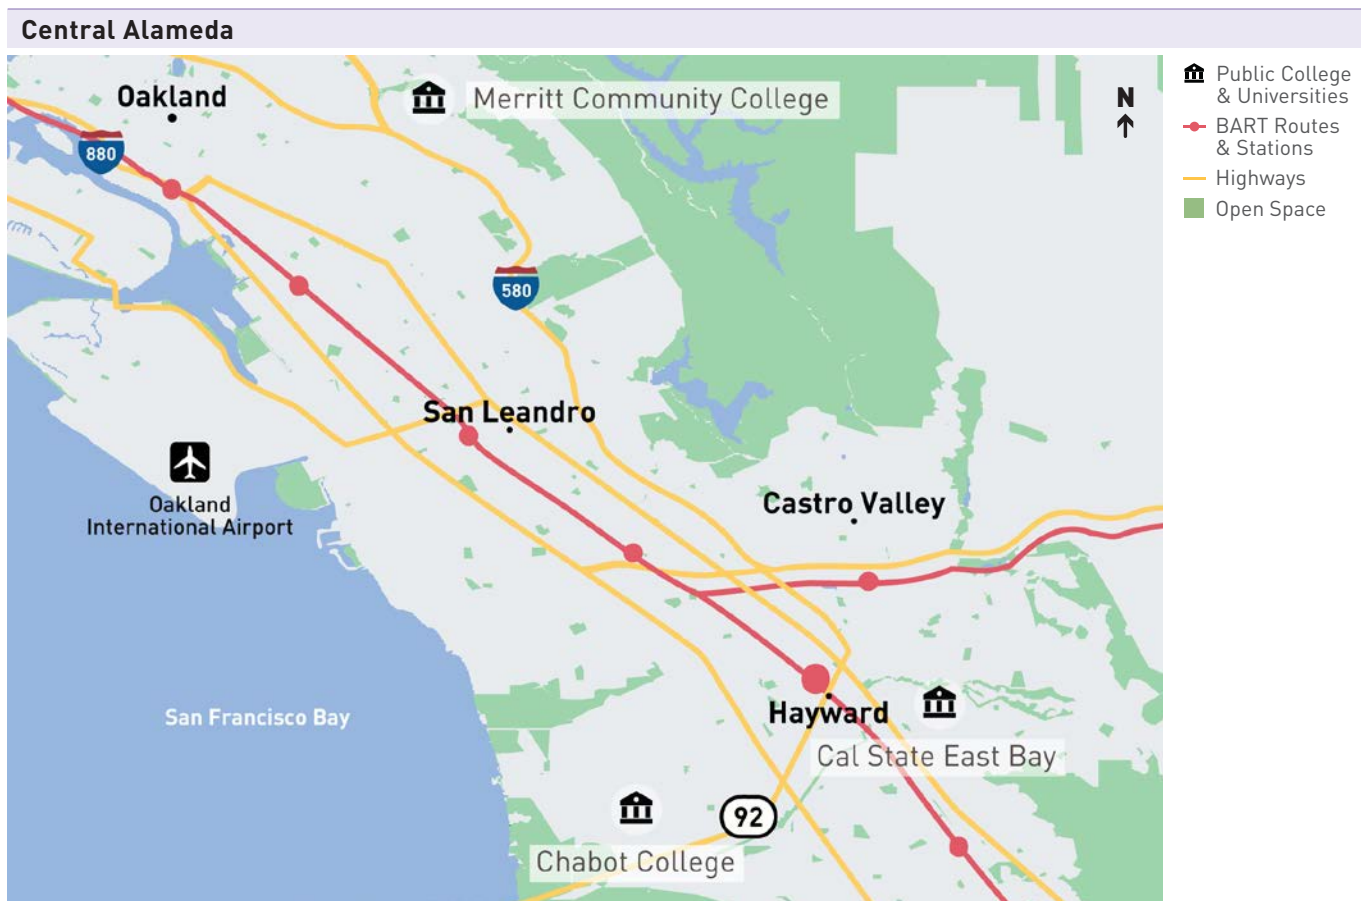 Central Alameda
Oakland
Merritt Community College
N
880
580
San Leandro
Oakland
International Airport
Castro Valley
San Francisco Bay
Hayward
Cal State East Bay
92
Chabot College
Public College
& Universities
BART Routes
& Stations
Highways
Open Space